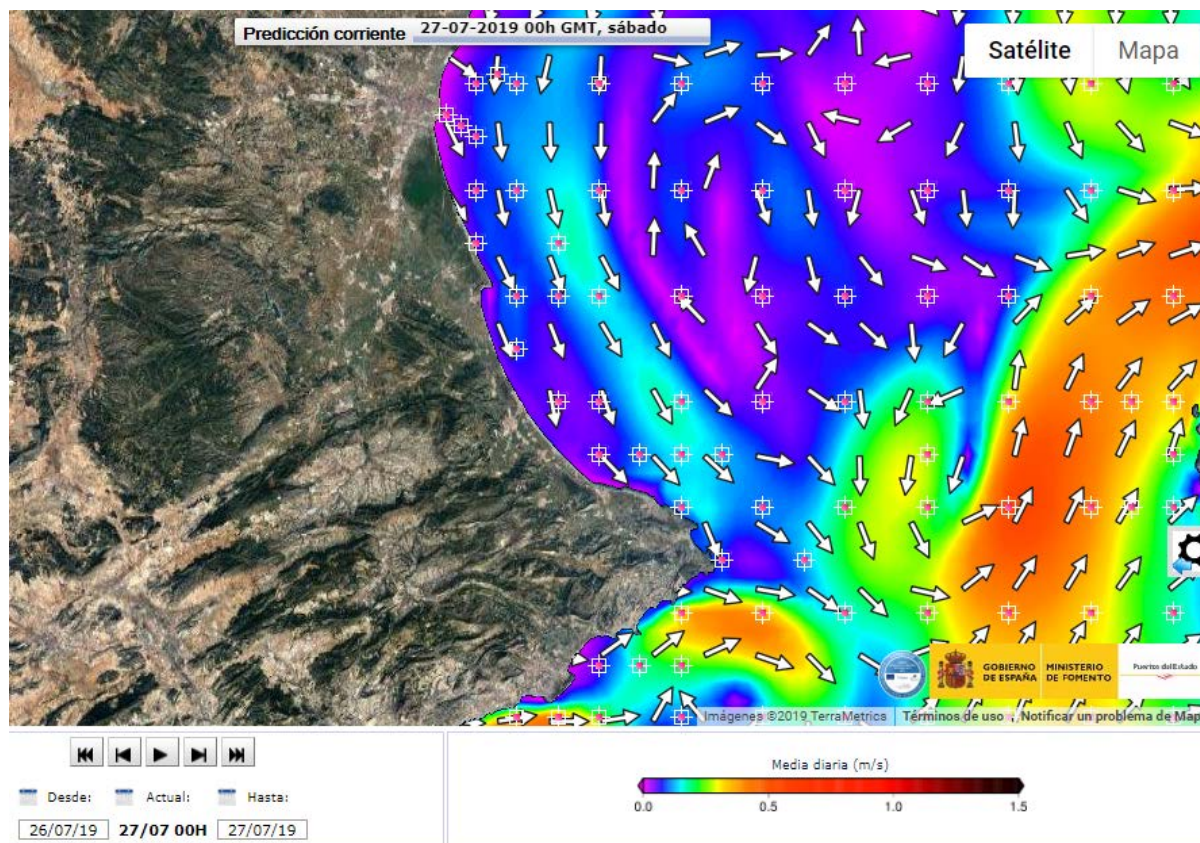 Predicción corriente 27-07-2019 00h GMT, sábado
Satélite Mapa
GOBIERNO DE ESPAÑA
MINISTERIO DE FOMENTO
Puertos del Estado
Imágenes ©2019 TerraMetrics Términos de uso Notificar un problema de Map
Media diaria (m/s)
0.0 0.5 1.0 1.5
Desde: Actual: Hasta:
26/07/19 27/07 00H 27/07/19